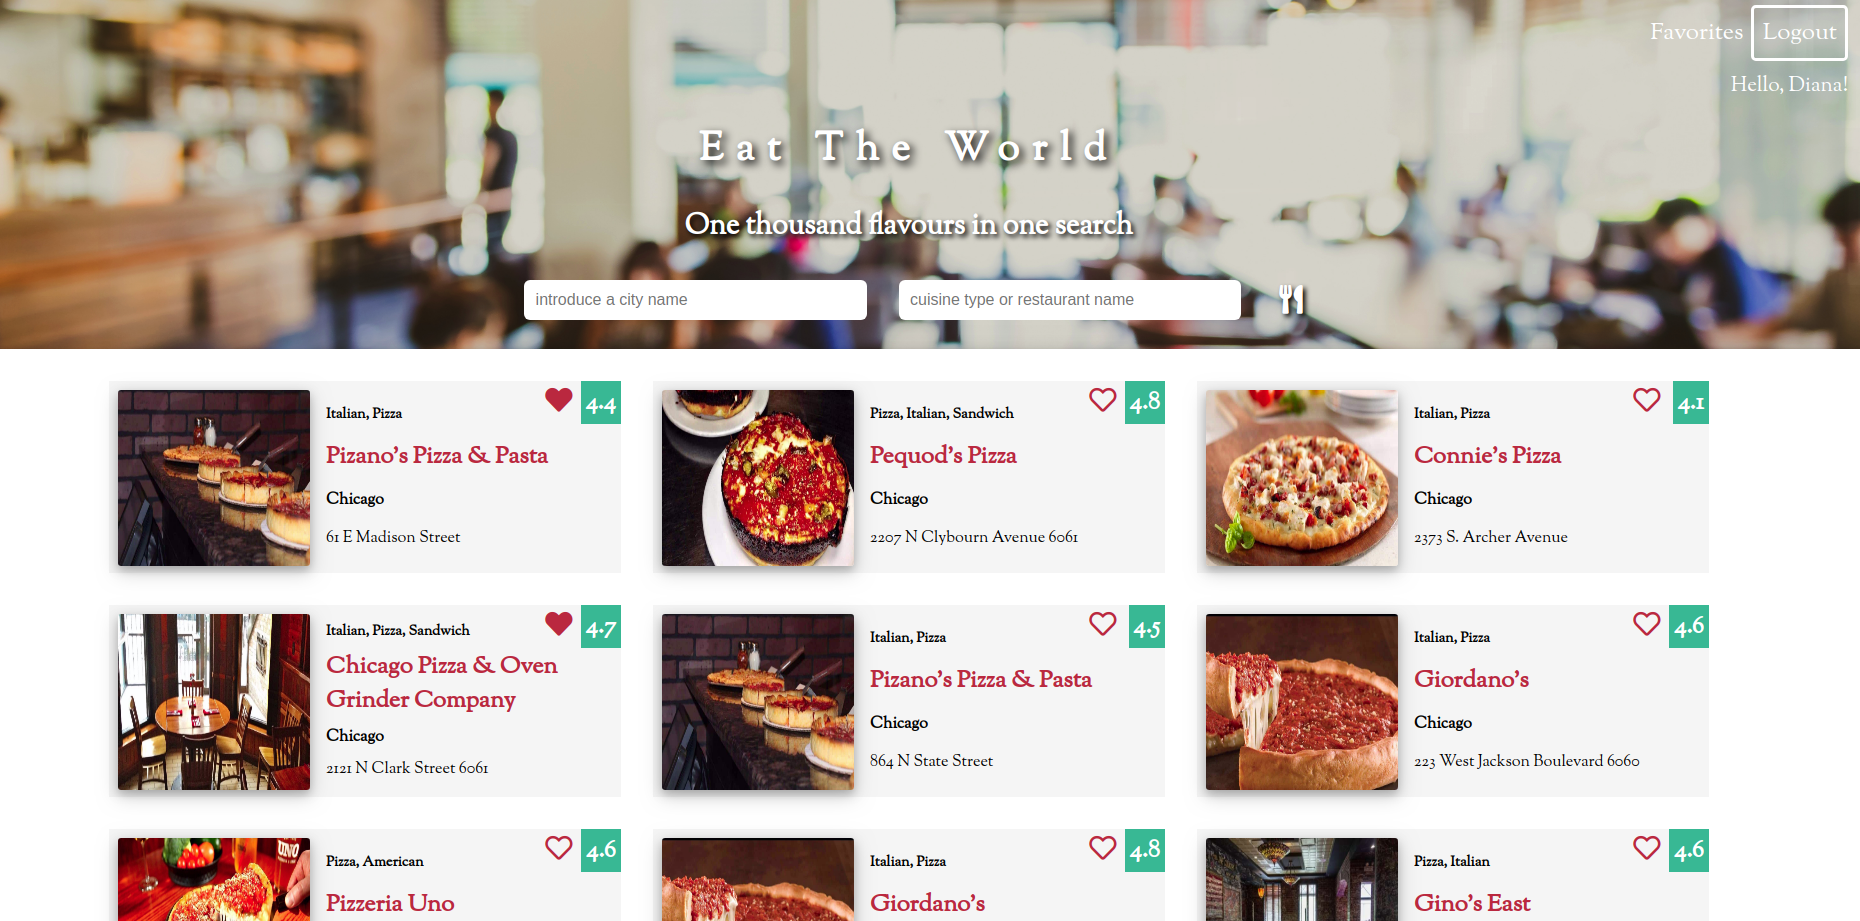 Favorites
Logout
Hello, Diana!
Eat The World
One thousand flavours in one search
introduce a city name
cuisine type or restaurant name
Italian, Pizza
4.4
Pizano's Pizza & Pasta
Chicago
61 E Madison Street
Pizza, Italian, Sandwich
4.8
Pequod's Pizza
Chicago
2207 N Clybourn Avenue 6061
Italian, Pizza
4.1
Connie's Pizza
Chicago
2373 S. Archer Avenue
Italian, Pizza, Sandwich
4.7
Chicago Pizza & Oven
Grinder Company
Chicago
2121 N Clark Street 6061
Italian, Pizza
4.5
Pizano's Pizza & Pasta
Chicago
864 N State Street
Italian, Pizza
4.6
Giordano's
Chicago
223 West Jackson Boulevard 6060
UNO
Pizza, American
4.6
Pizzeria Uno
Italian, Pizza
4.8
Giordano's
Pizza, Italian
4.6
Gino's East